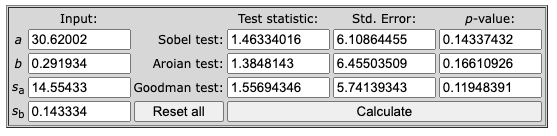 Input: Test statistic: Std. Error: p-value:
a 30.62002 Sobel test: 1.46334016 6.10864455 0.14337432
b 0.291934 Aroian test: 1.3848143 6.45503509 0.16610926
sa 14.55433 Goodman test: 1.55694346 5.74139343 0.11948391
sb 0.143334 Reset all Calculate